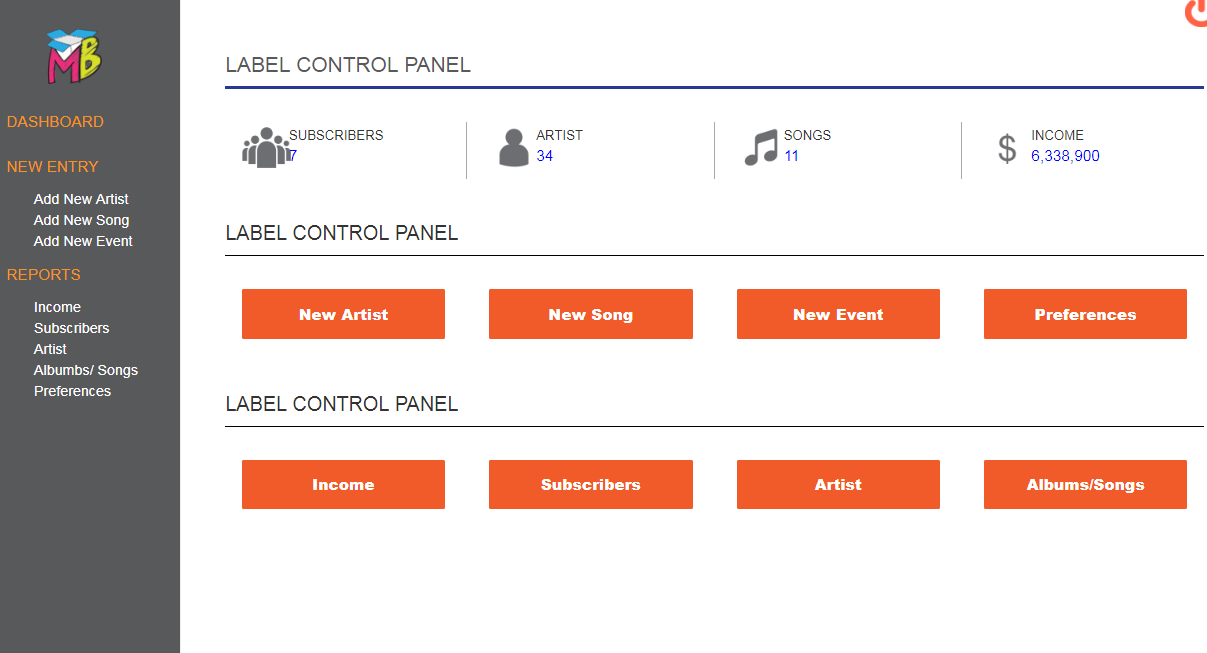 MB
DASHBOARD
NEW ENTRY
Add New Artist
Add New Song
Add New Event
REPORTS
Income
Subscribers
Artist
Albumbs/ Songs
Preferences
LABEL CONTROL PANEL
SUBSCRIBERS
7
ARTIST
34
SONGS
11
INCOME
6,338,900
LABEL CONTROL PANEL
New Artist
New Song
New Event
Preferences
LABEL CONTROL PANEL
Income
Subscribers
Artist
Albums/Songs